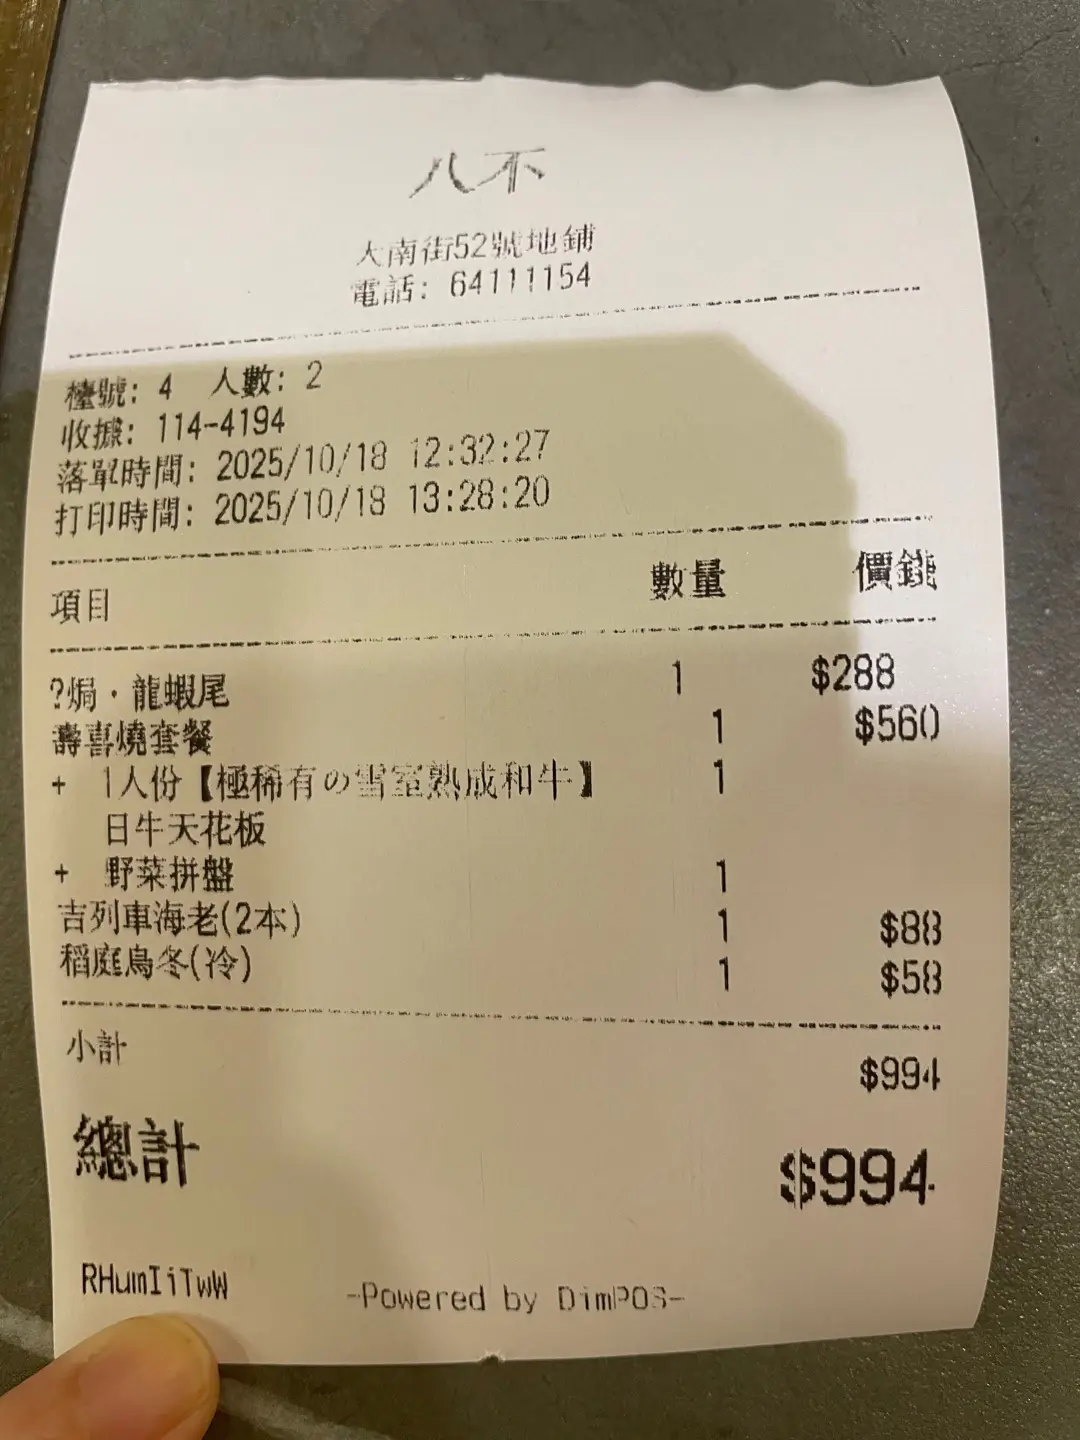 八不
大南街52號地鋪
電話: 64111154
檯號: 4 人數: 2
收據: 114-4194
落單時間: 2025/10/18 12:32:27
打印時間: 2025/10/18 13:28:20
項目 數量 價錢
?焗·龍蝦尾 1 $288
壽喜燒套餐 1 $560
+ 1人份【極稀有の雪室熟成和牛】 1
日牛天花板
+ 野菜拼盤 1
吉列車海老(2本) 1 $88
稻庭烏冬(冷) 1 $58
小計 $994
總計 $994
RHumIiTwW -Powered by DimPOS-